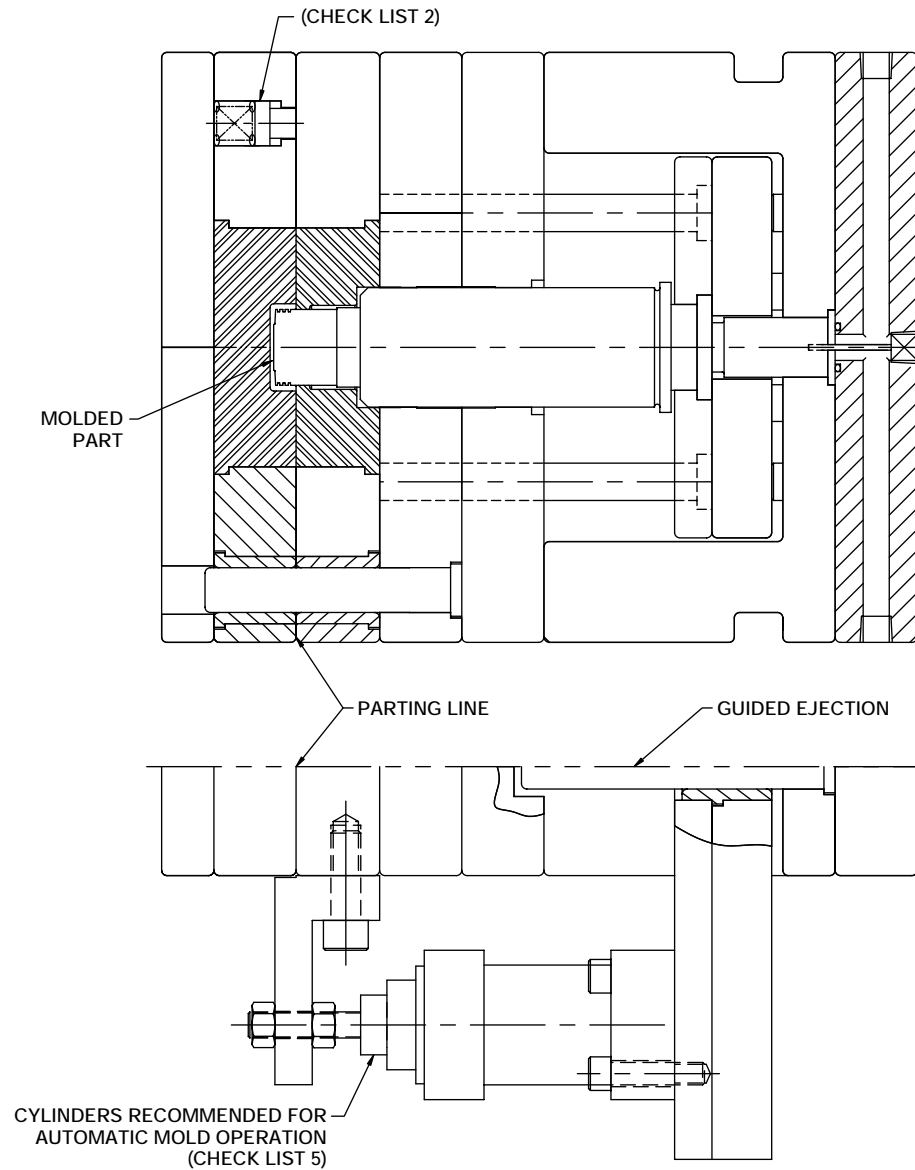 (CHECK LIST 2)
MOLDED
PART
PARTING LINE
GUIDED EJECTION
CYLINDERS RECOMMENDED FOR
AUTOMATIC MOLD OPERATION
(CHECK LIST 5)